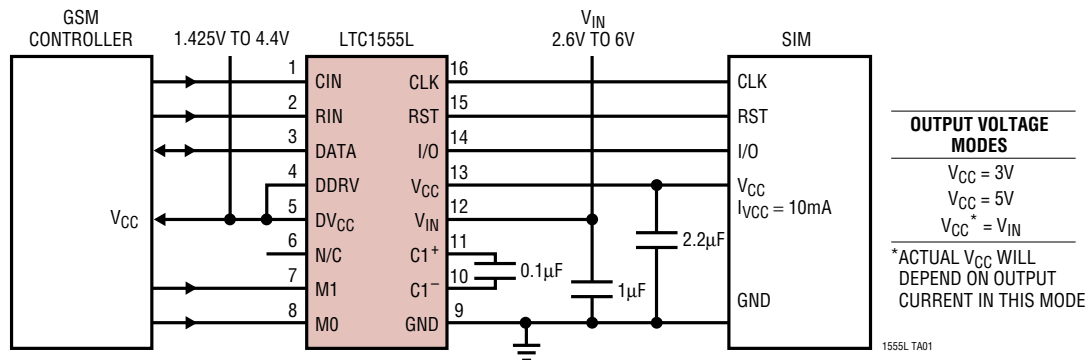 GSM
CONTROLLER
1.425V TO 4.4V
LTC1555L
V_IN
2.6V TO 6V
SIM
1
CIN
CLK
16
CLK
2
RIN
RST
15
RST
3
DATA
I/O
14
I/O
4
DDRV
V_CC
13
V_CC
I_VCC = 10mA
V_CC
5
DV_CC
V_IN
12
6
N/C
C1+
11
0.1µF
2.2µF
7
M1
C1−
10
1µF
8
M0
GND
9
GND
OUTPUT VOLTAGE
MODES
V_CC = 3V
V_CC = 5V
V_CC* = V_IN
*ACTUAL V_CC WILL
DEPEND ON OUTPUT
CURRENT IN THIS MODE
1555L TA01